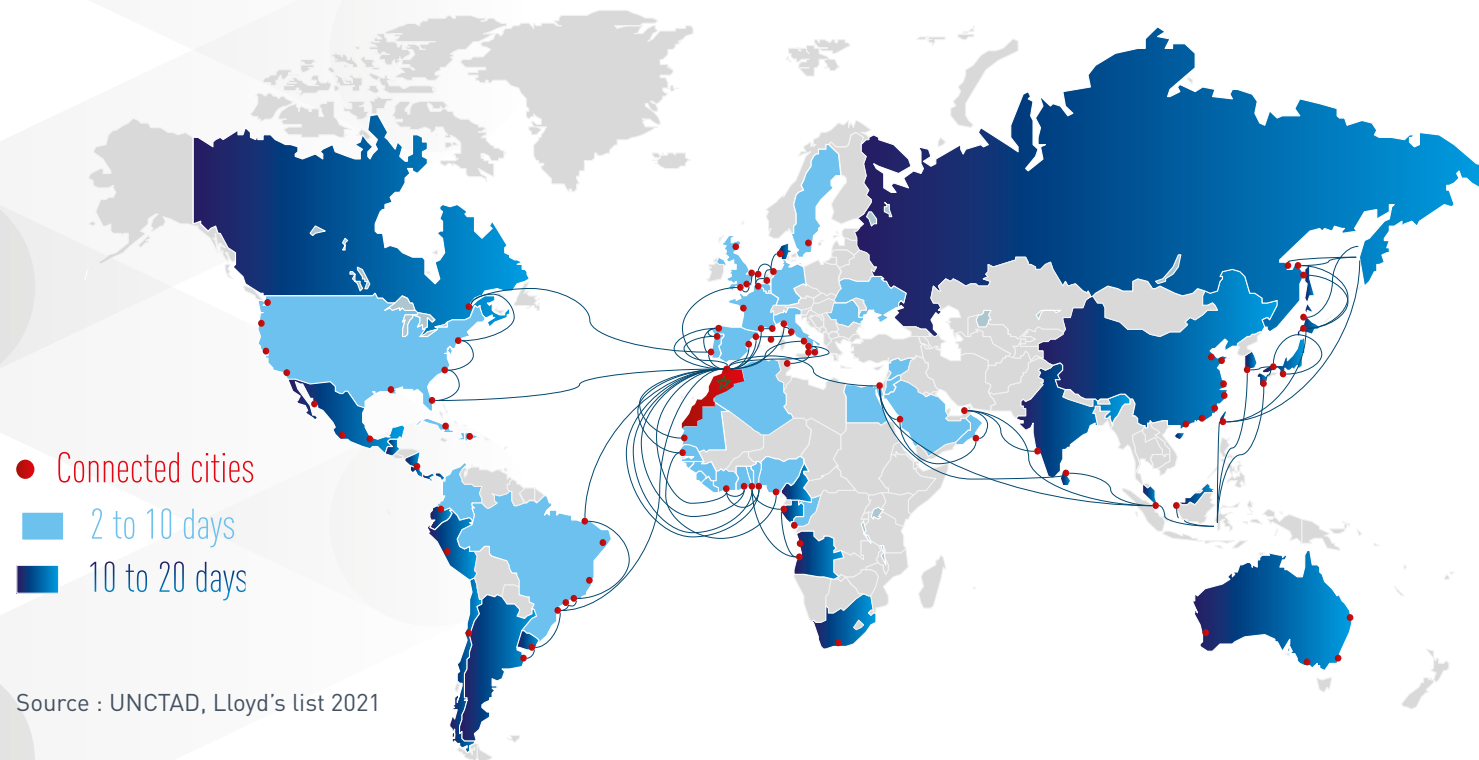 Connected cities
2 to 10 days
10 to 20 days
Source : UNCTAD, Lloyd’s list 2021